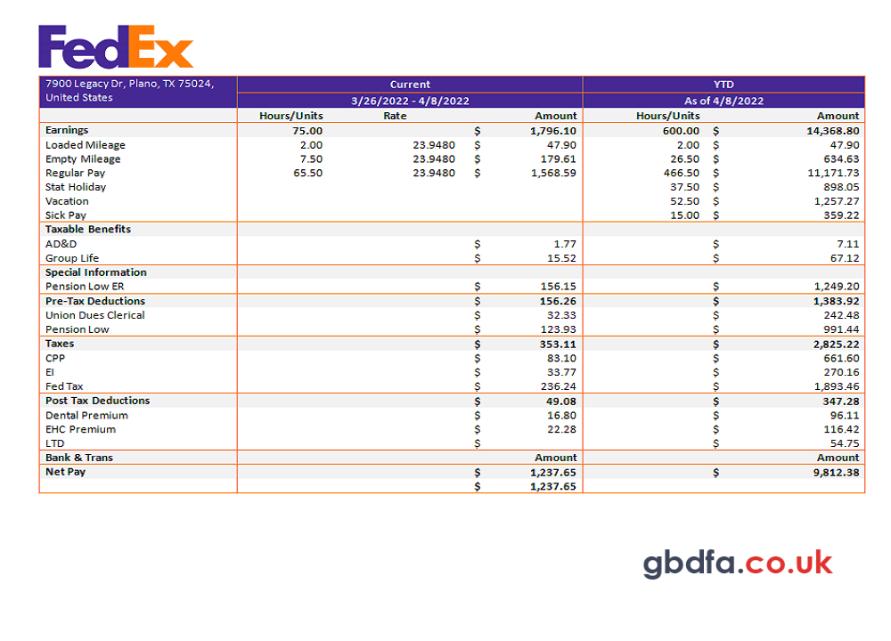 FedEx
7900 Legacy Dr, Plano, TX 75024, Current YTD
United States 3/26/2022 - 4/8/2022 As of 4/8/2022
Hours/Units Rate Amount Hours/Units Amount
Earnings 75.00 $ 1,796.10 600.00 $ 14,368.80
Loaded Mileage 2.00 23.9480 $ 47.90 2.00 $ 47.90
Empty Mileage 7.50 23.9480 $ 179.61 26.50 $ 634.63
Regular Pay 65.50 23.9480 $ 1,568.59 466.50 $ 11,171.73
Stat Holiday 37.50 $ 898.05
Vacation 52.50 $ 1,257.27
Sick Pay 15.00 $ 359.22
Taxable Benefits
AD&D $ 1.77 $ 7.11
Group Life $ 15.52 $ 67.12
Special Information
Pension Low ER $ 156.15 $ 1,249.20
Pre-Tax Deductions $ 156.26 $ 1,383.92
Union Dues Clerical $ 32.33 $ 242.48
Pension Low $ 123.93 $ 991.44
Taxes $ 353.11 $ 2,825.22
CPP $ 83.10 $ 661.60
EI $ 33.77 $ 270.16
Fed Tax $ 236.24 $ 1,893.46
Post Tax Deductions $ 49.08 $ 347.28
Dental Premium $ 16.80 $ 96.11
EHC Premium $ 22.28 $ 116.42
LTD $ $ 54.75
Bank & Trans Amount Amount
Net Pay $ 1,237.65 $ 9,812.38
$ 1,237.65
gbdfa.co.uk